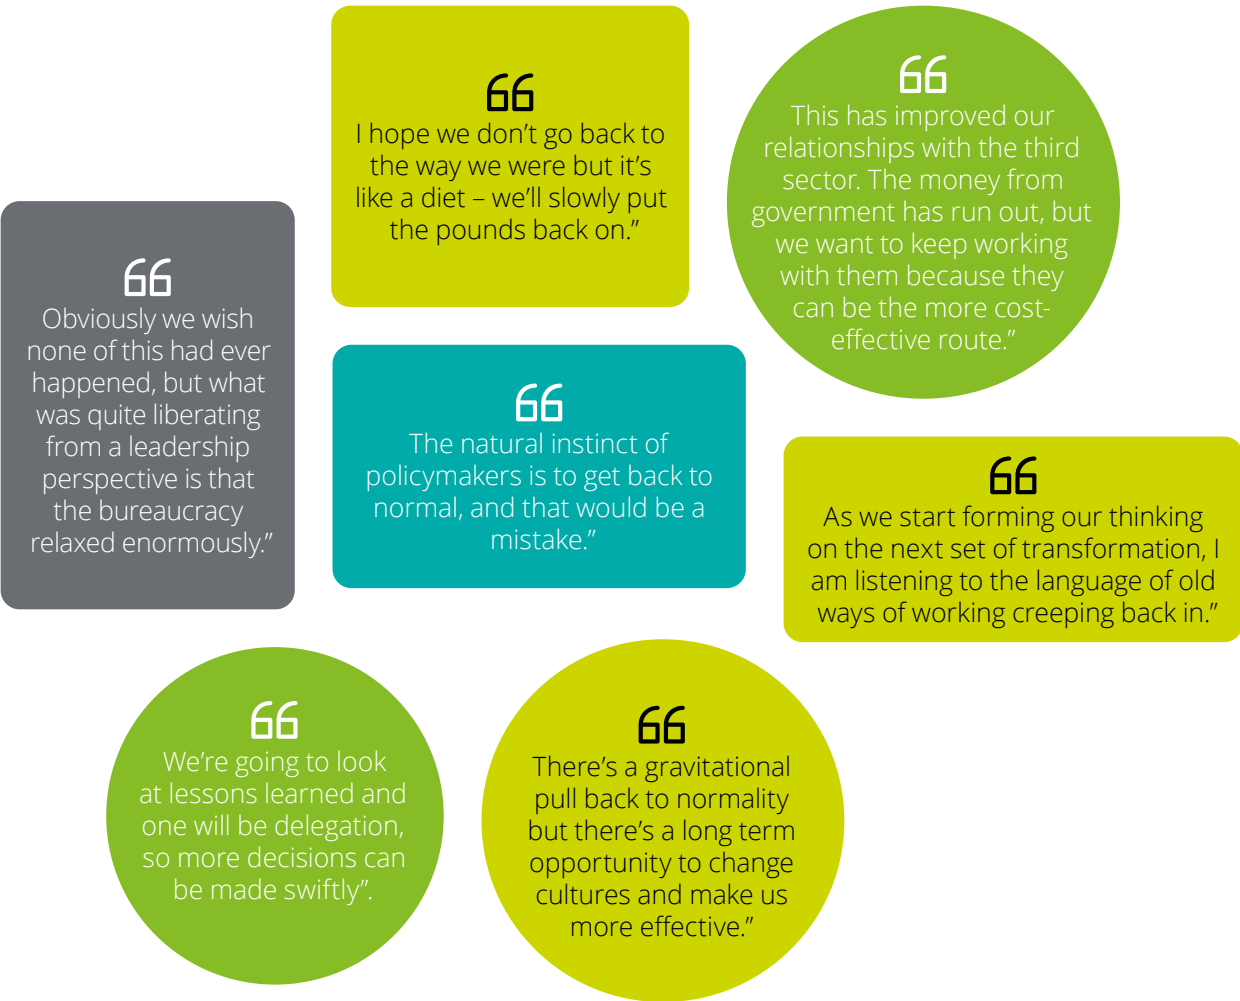 “
I hope we don’t go back to
the way we were but it’s
like a diet – we’ll slowly put
the pounds back on.”
“
This has improved our
relationships with the third
sector. The money from
government has run out, but
we want to keep working
with them because they
can be the more cost-
effective route.”
“
Obviously we wish
none of this had ever
happened, but what
was quite liberating
from a leadership
perspective is that
the bureaucracy
relaxed enormously.”
“
The natural instinct of
policymakers is to get back to
normal, and that would be a
mistake.”
“
As we start forming our thinking
on the next set of transformation, I
am listening to the language of old
ways of working creeping back in.”
“
We’re going to look
at lessons learned and
one will be delegation,
so more decisions can
be made swiftly”.
“
There’s a gravitational
pull back to normality
but there’s a long term
opportunity to change
cultures and make us
more effective.”